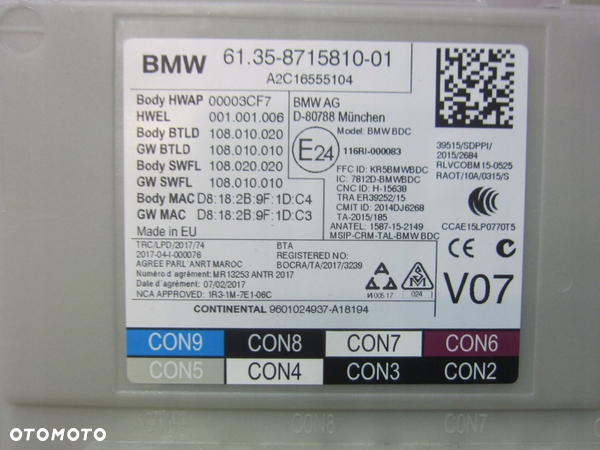 BMW 61.35-8715810-01
A2C16555104
Body HWAP 00003CF7
HWEL 001.001.006
Body BTLD 108.010.020
GW BTLD 108.010.010
Body SWFL 108.020.020
GW SWFL 108.010.010
Body MAC D8:18:2B:9F:1D:C4
GW MAC D8:18:2B:9F:1D:C3
Made in EU
BMW AG
D-80788 München
Model: BMW BDC
E24
116RI-000083
FFC ID: KR5BMWBDC
IC: 7812D-BMWBDC
CNC ID: H-15638
TRA ER39252/15
CMIT ID: 2014DJ6268
TA-2015/185
ANATEL: 1587-15-2149
MSIP-CRM-TAL-BMW BDC
39515/SDPPI/
2015/2684
RLVCOBM15-0525
RAOT/10A/0315/S
CCAE15LP0770T5
TRC/LPD/2017/74
2017-04-I-000076
AGREE PARL`ANRT MAROC
Numéro d`agrément: MR13253 ANTR 2017
Date d`agrément: 07/02/2017
NCA APPROVED: 1R3-1M-7E1-06C
BTA
REGISTERED NO:
BOCRA/TA/2017/3239
024
CE
V07
CONTINENTAL 9601024937-A18194
CON9 CON8 CON7 CON6
CON5 CON4 CON3 CON2
CON8 CON7
OTOMOTO
OTOMOTO